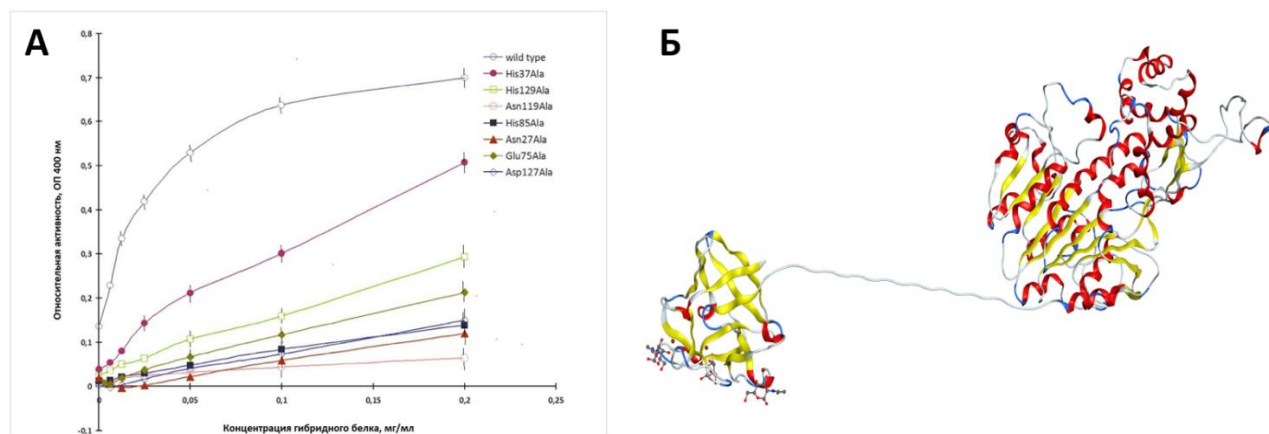 А
Б
0,8
0,7
0,6
0,5
0,4
0,3
0,2
0,1
0
-0.1
0
0,05
0,1
0,15
0,2
0,25
Относительная активность, ОП 400 нм
Концентрация гибридного белка, мг/мл
wild type
His37Ala
His129Ala
Asn119Ala
His85Ala
Asn27Ala
Glu75Ala
Asp127Ala